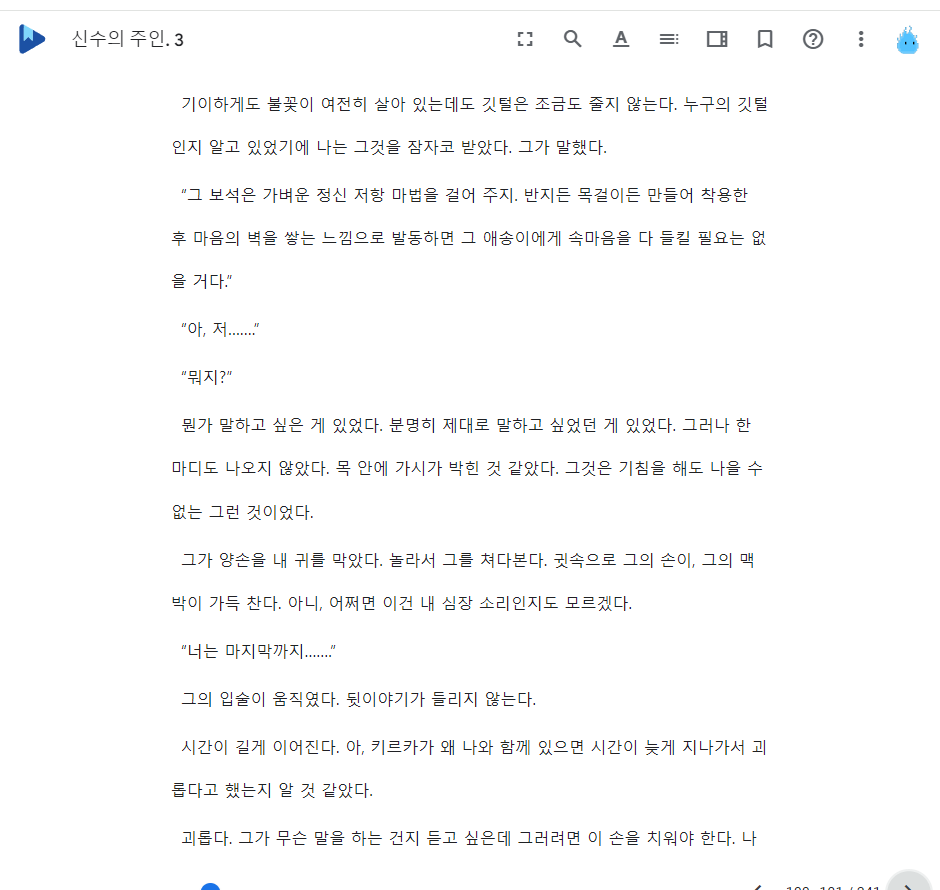 신수의 주인. 3
기이하게도 불꽃이 여전히 살아 있는데도 깃털은 조금도 줄지 않는다. 누구의 깃털
인지 알고 있었기에 나는 그것을 잠자코 받았다. 그가 말했다.
“그 보석은 가벼운 정신 저항 마법을 걸어 주지. 반지든 목걸이든 만들어 착용한
후 마음의 벽을 쌓는 느낌으로 발동하면 그 애송이에게 속마음을 다 들킬 필요는 없
을 거다.”
“아, 저…….”
“뭐지?”
뭔가 말하고 싶은 게 있었다. 분명히 제대로 말하고 싶었던 게 있었다. 그러나 한
마디도 나오지 않았다. 목 안에 가시가 박힌 것 같았다. 그것은 기침을 해도 나올 수
없는 그런 것이었다.
그가 양손을 내 귀를 막았다. 놀라서 그를 쳐다본다. 귓속으로 그의 손이, 그의 맥
박이 가득 찬다. 아니, 어쩌면 이건 내 심장 소리인지도 모르겠다.
“너는 마지막까지…….”
그의 입술이 움직였다. 뒷이야기가 들리지 않는다.
시간이 길게 이어진다. 아, 키르카가 왜 나와 함께 있으면 시간이 늦게 지나가서 괴
롭다고 했는지 알 것 같았다.
괴롭다. 그가 무슨 말을 하는 건지 듣고 싶은데 그러려면 이 손을 치워야 한다. 나